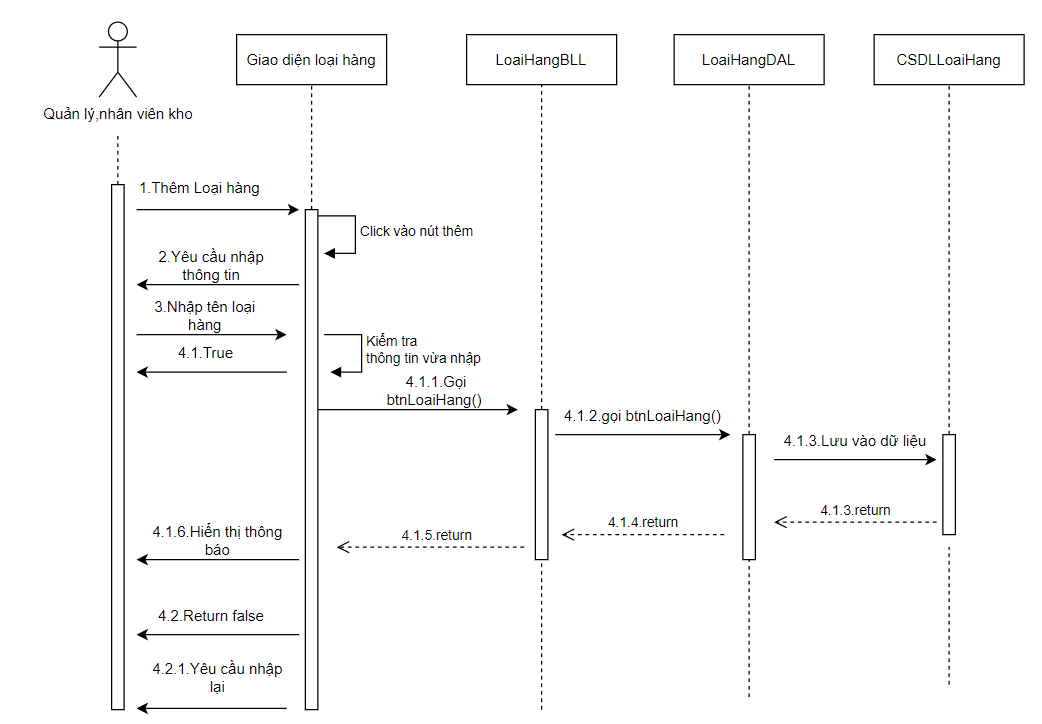 Giao diện loại hàng
LoaiHangBLL
LoaiHangDAL
CSDLLoaiHang
Quản lý,nhân viên kho
1.Thêm Loại hàng
Click vào nút thêm
2.Yêu cầu nhập
thông tin
3.Nhập tên loại
hàng
Kiểm tra
thông tin vừa nhập
4.1.True
4.1.1.Gọi
btnLoaiHang()
4.1.2.gọi btnLoaiHang()
4.1.3.Lưu vào dữ liệu
4.1.3.return
4.1.4.return
4.1.5.return
4.1.6.Hiển thị thông
báo
4.2.Return false
4.2.1.Yêu cầu nhập
lại